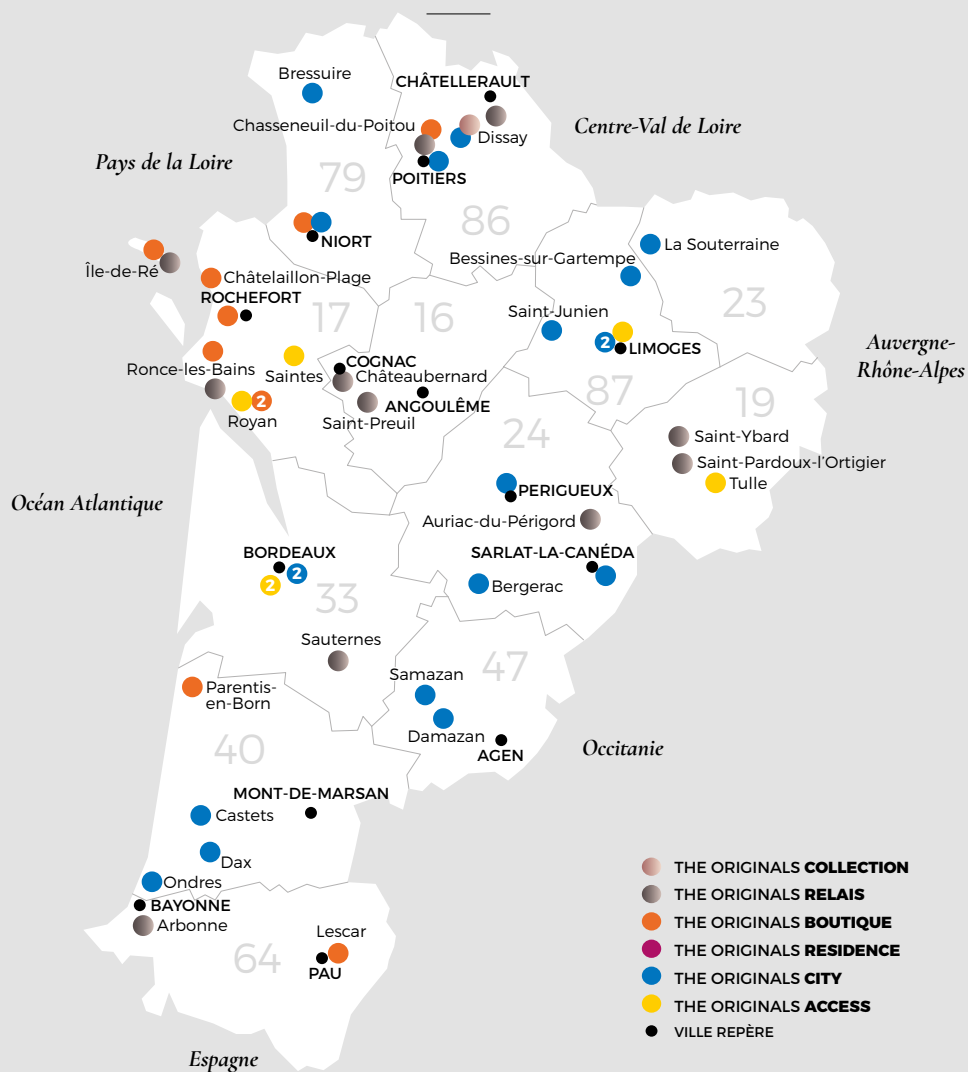 Bressuire
CHÂTELLERAULT
Chasseneuil-du-Poitou
Dissay
Centre-Val de Loire
Pays de la Loire
79
POITIERS
86
NIORT
La Souterraine
Bessines-sur-Gartempe
Île-de-Ré
Châtelaillon-Plage
ROCHEFORT
17
16
Saint-Junien
23
2
LIMOGES
Auvergne-
Rhône-Alpes
Ronce-les-Bains
Saintes
COGNAC
Châteaubernard
ANGOULÊME
87
19
2
Royan
Saint-Preuil
24
Saint-Ybard
Saint-Pardoux-l'Ortigier
Tulle
Océan Atlantique
PERIGUEUX
Auriac-du-Périgord
BORDEAUX
2
2
33
SARLAT-LA-CANÉDA
Bergerac
Sauternes
47
Samazan
Parentis-
en-Born
Damazan
AGEN
Occitanie
40
MONT-DE-MARSAN
Castets
Dax
Ondres
BAYONNE
Arbonne
64
Lescar
PAU
Espagne
THE ORIGINALS COLLECTION
THE ORIGINALS RELAIS
THE ORIGINALS BOUTIQUE
THE ORIGINALS RESIDENCE
THE ORIGINALS CITY
THE ORIGINALS ACCESS
VILLE REPÈRE